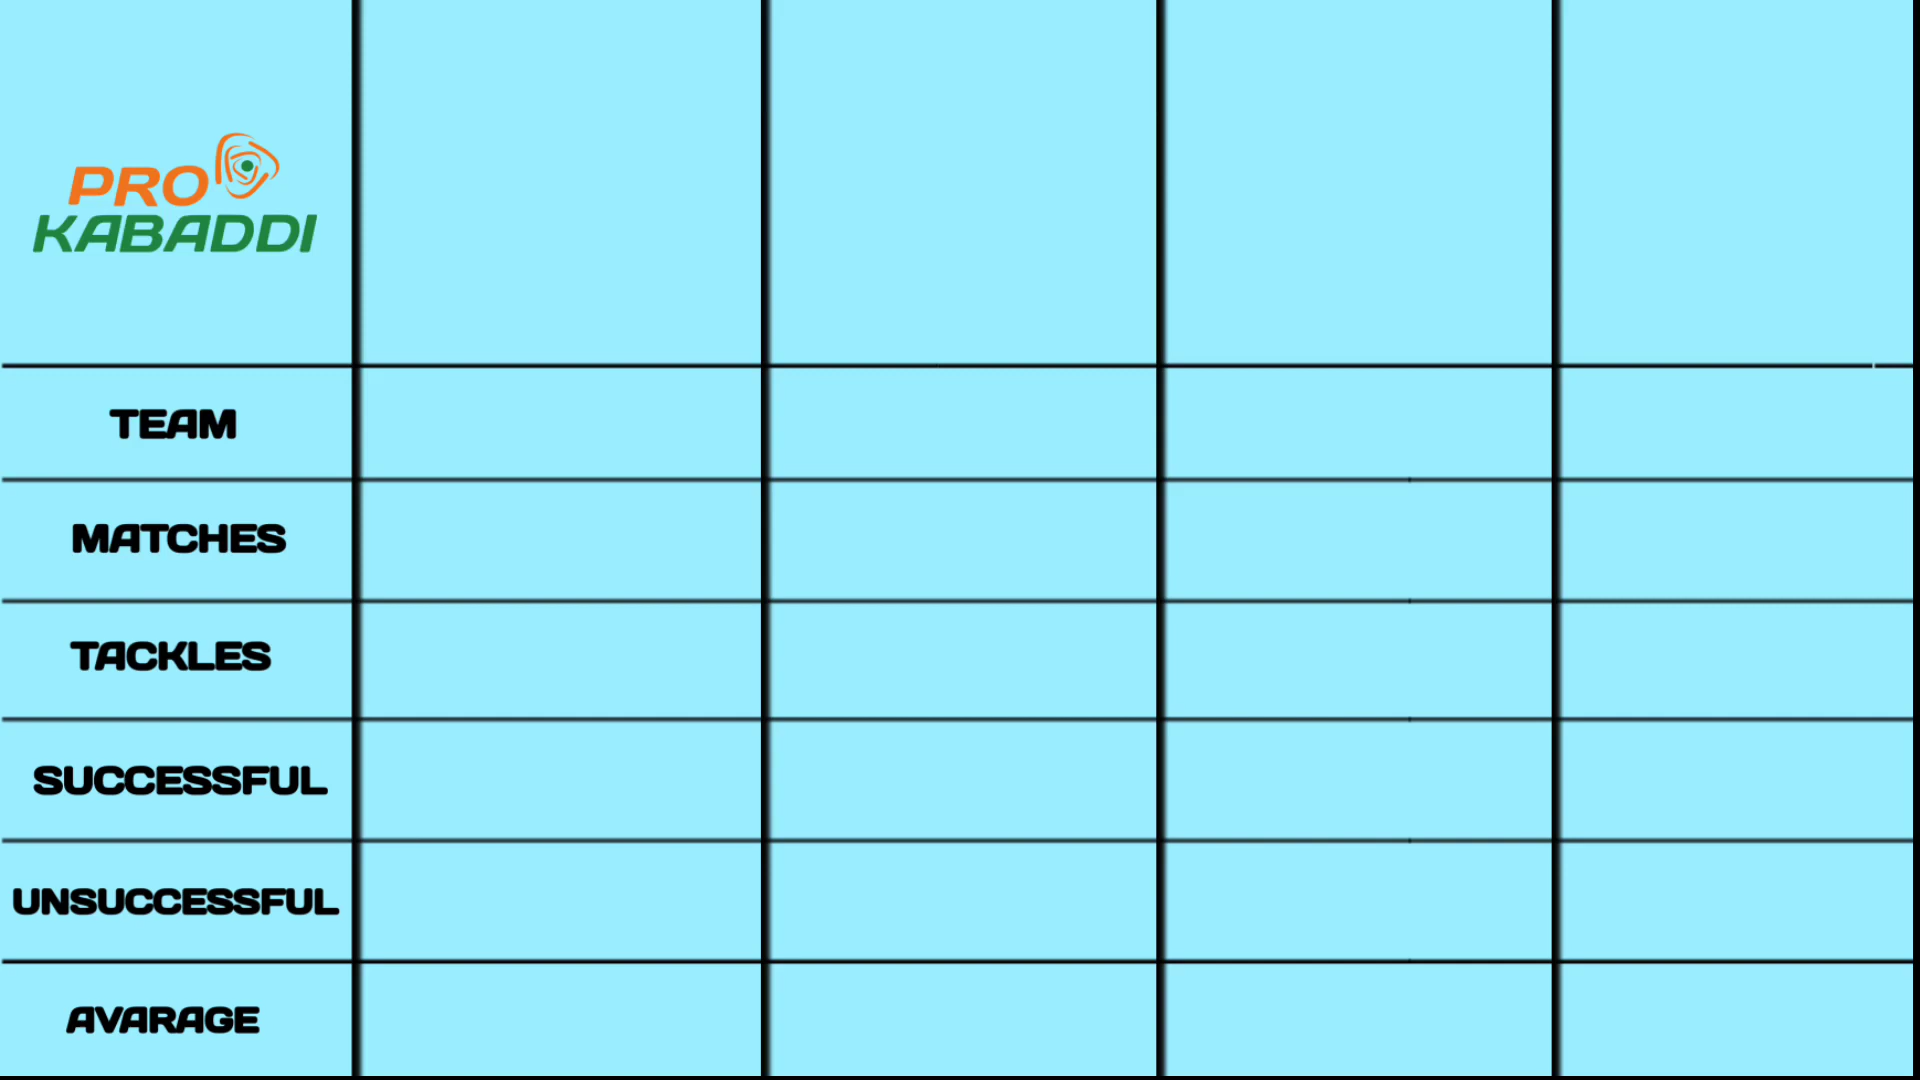 PRO
KABADDI
TEAM
MATCHES
TACKLES
SUCCESSFUL
UNSUCCESSFUL
AVARAGE